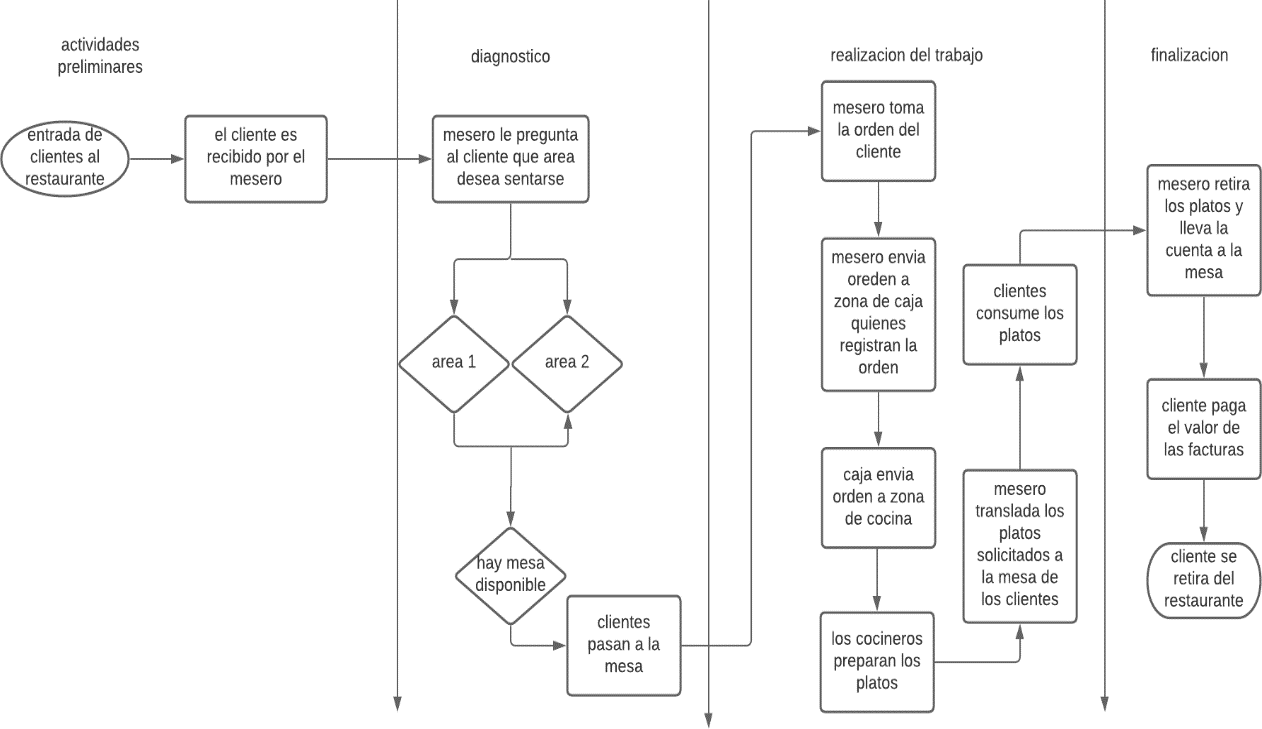 actividades
preliminares
entrada de
clientes al
restaurante
el cliente es
recibido por el
mesero
diagnostico
mesero le pregunta
al cliente que area
desea sentarse
area 1
area 2
hay mesa
disponible
clientes
pasan a la
mesa
realizacion del trabajo
mesero toma
la orden del
cliente
mesero envia
oreden a
zona de caja
quienes
registran la
orden
caja envia
orden a zona
de cocina
los cocineros
preparan los
platos
mesero
translada los
platos
solicitados a
la mesa de
los clientes
clientes
consume los
platos
finalizacion
mesero retira
los platos y
lleva la
cuenta a la
mesa
cliente paga
el valor de
las facturas
cliente se
retira del
restaurante